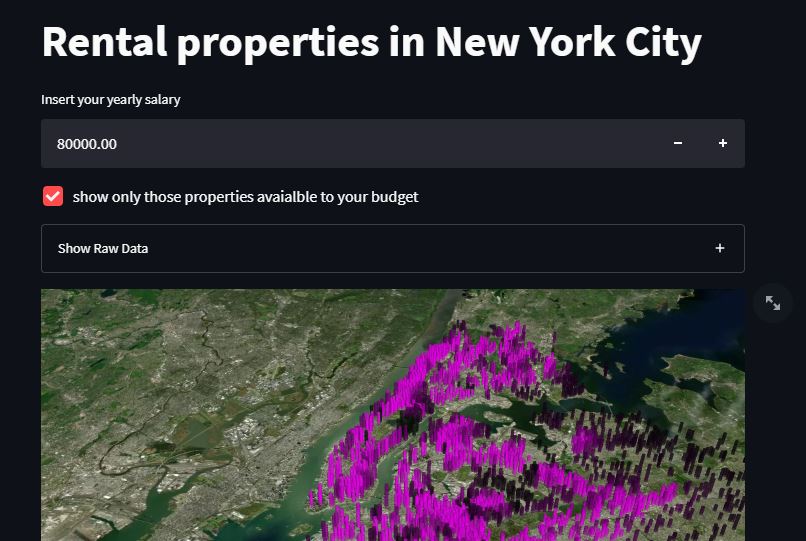 Rental properties in New York City
Insert your yearly salary
80000.00
show only those properties avaialble to your budget
Show Raw Data